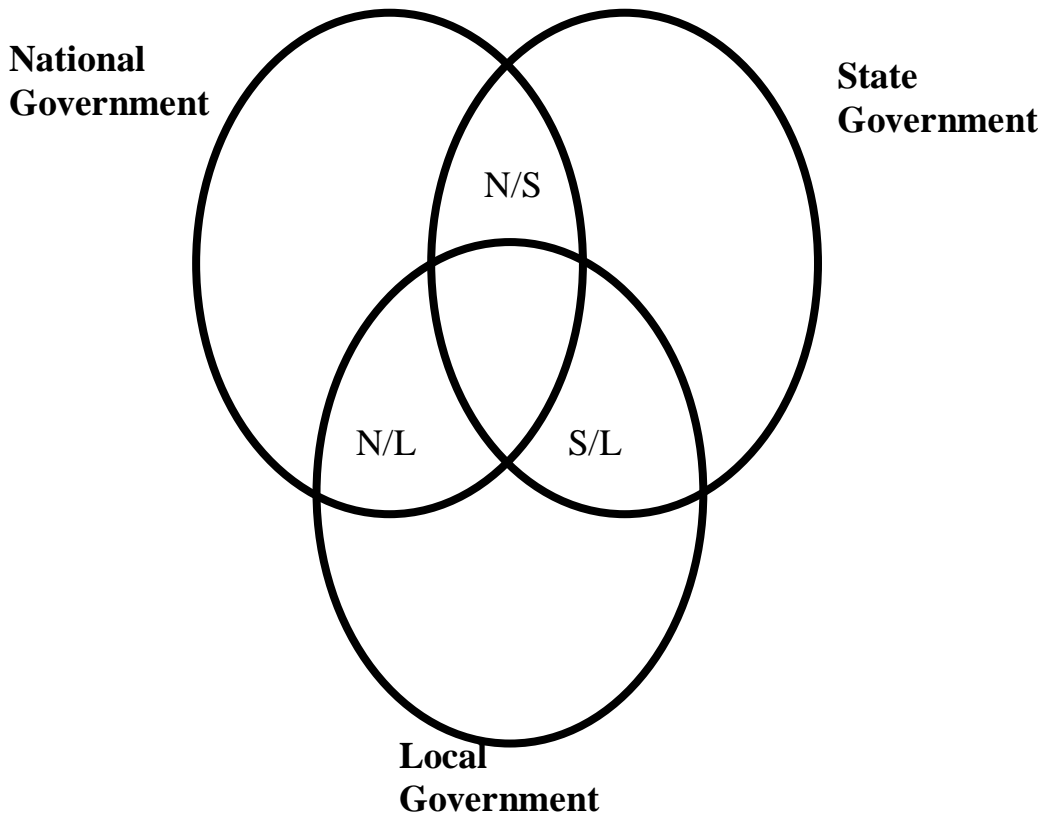 National
Government
State
Government
N/S
N/L
S/L
Local
Government